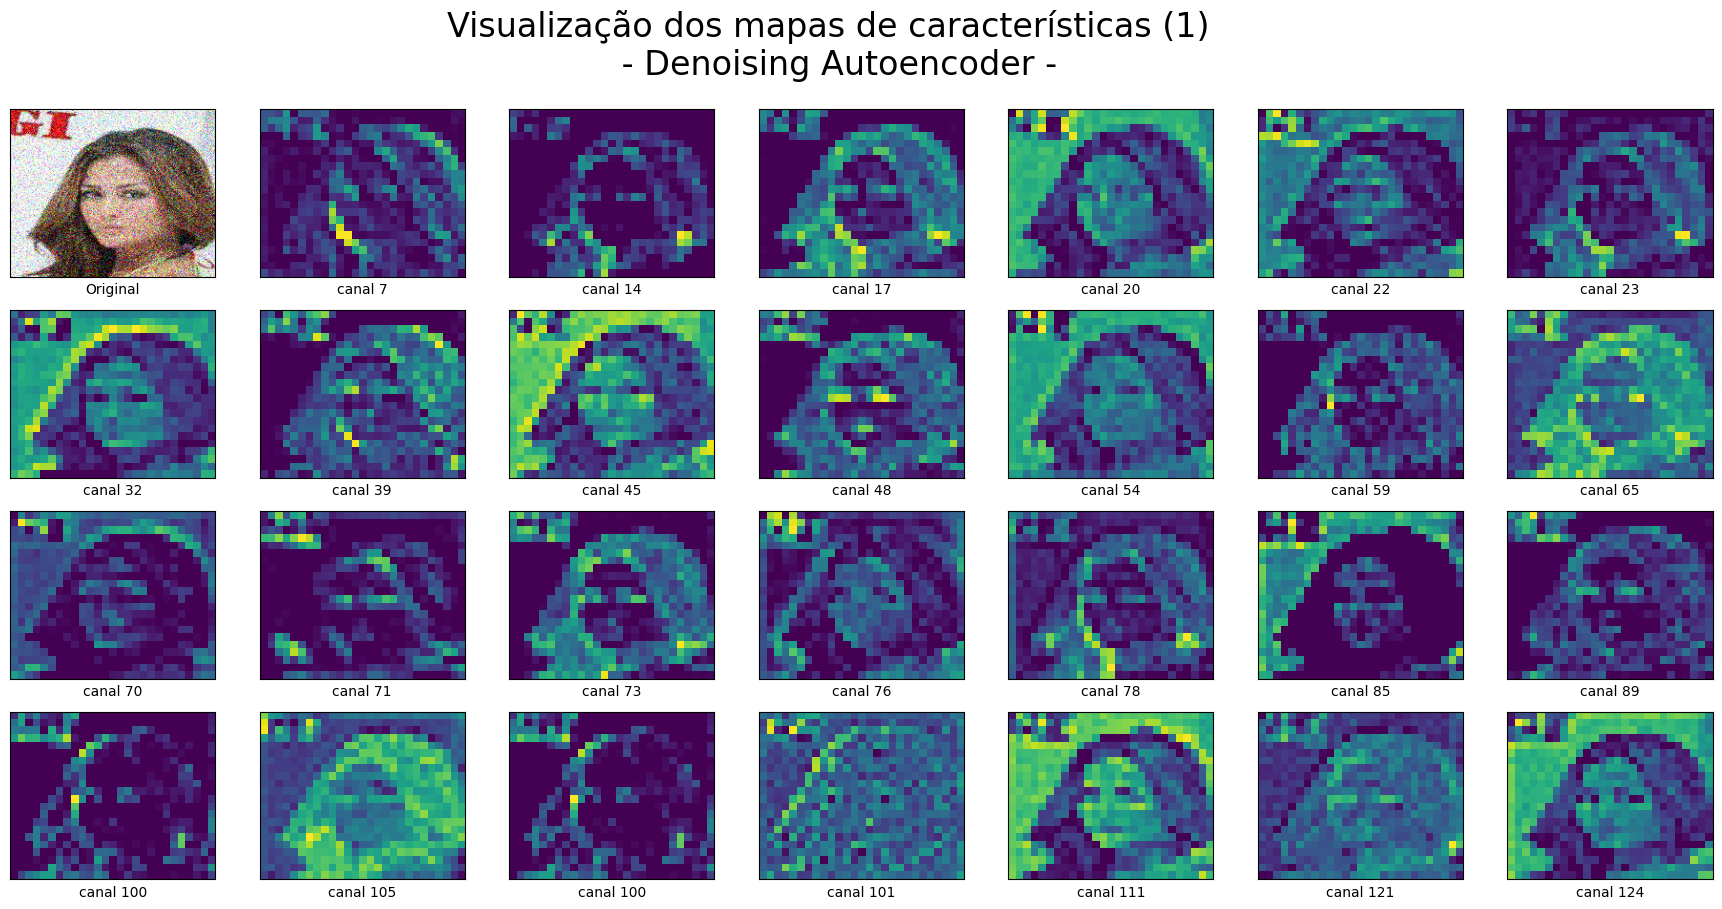 Visualização dos mapas de características (1)
- Denoising Autoencoder -
GI
Original
canal 7
canal 14
canal 17
canal 20
canal 22
canal 23
canal 32
canal 39
canal 45
canal 48
canal 54
canal 59
canal 65
canal 70
canal 71
canal 73
canal 76
canal 78
canal 85
canal 89
canal 100
canal 105
canal 100
canal 101
canal 111
canal 121
canal 124